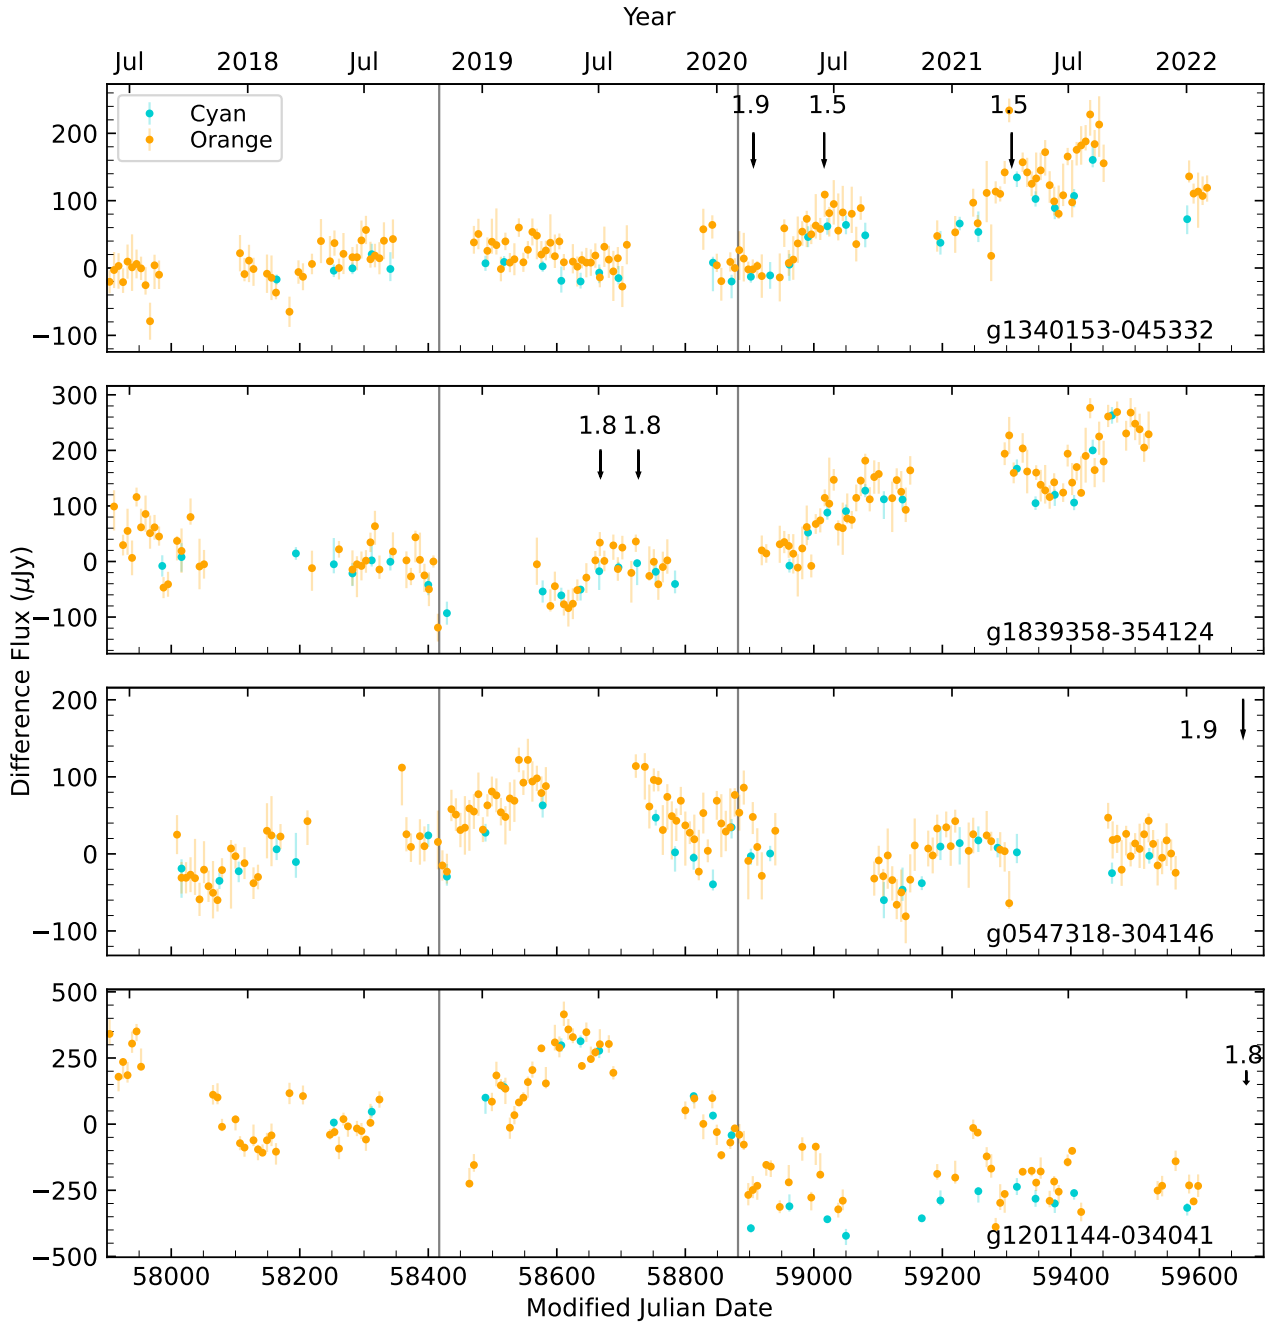 Year
Jul 2018 Jul 2019 Jul 2020 Jul 2021 Jul 2022
Cyan
Orange
1.9 1.5 1.5
200
100
0
−100
g1340153-045332
300
200
100
0
−100
1.8 1.8
g1839358-354124
Difference Flux (μJy)
200
100
0
−100
1.9
g0547318-304146
500
250
0
−250
−500
1.8
g1201144-034041
58000 58200 58400 58600 58800 59000 59200 59400 59600
Modified Julian Date